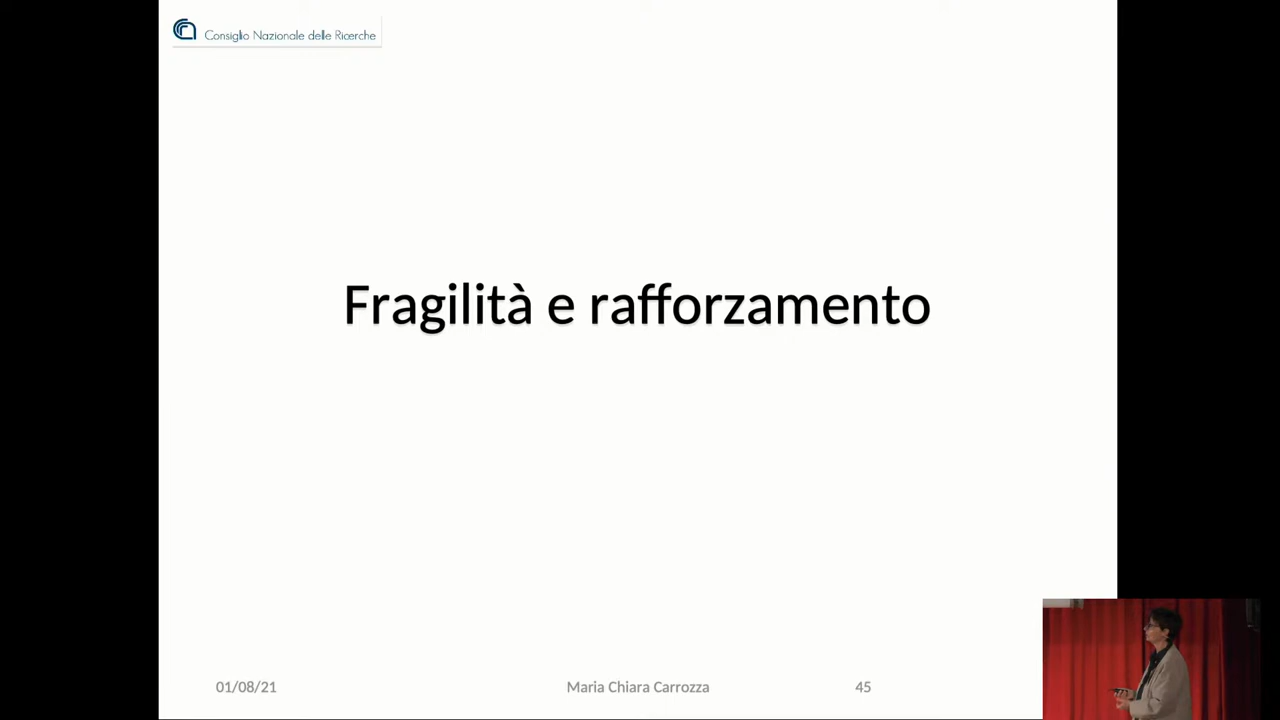 Consiglio Nazionale delle Ricerche
Fragilità e rafforzamento
01/08/21
Maria Chiara Carrozza
45